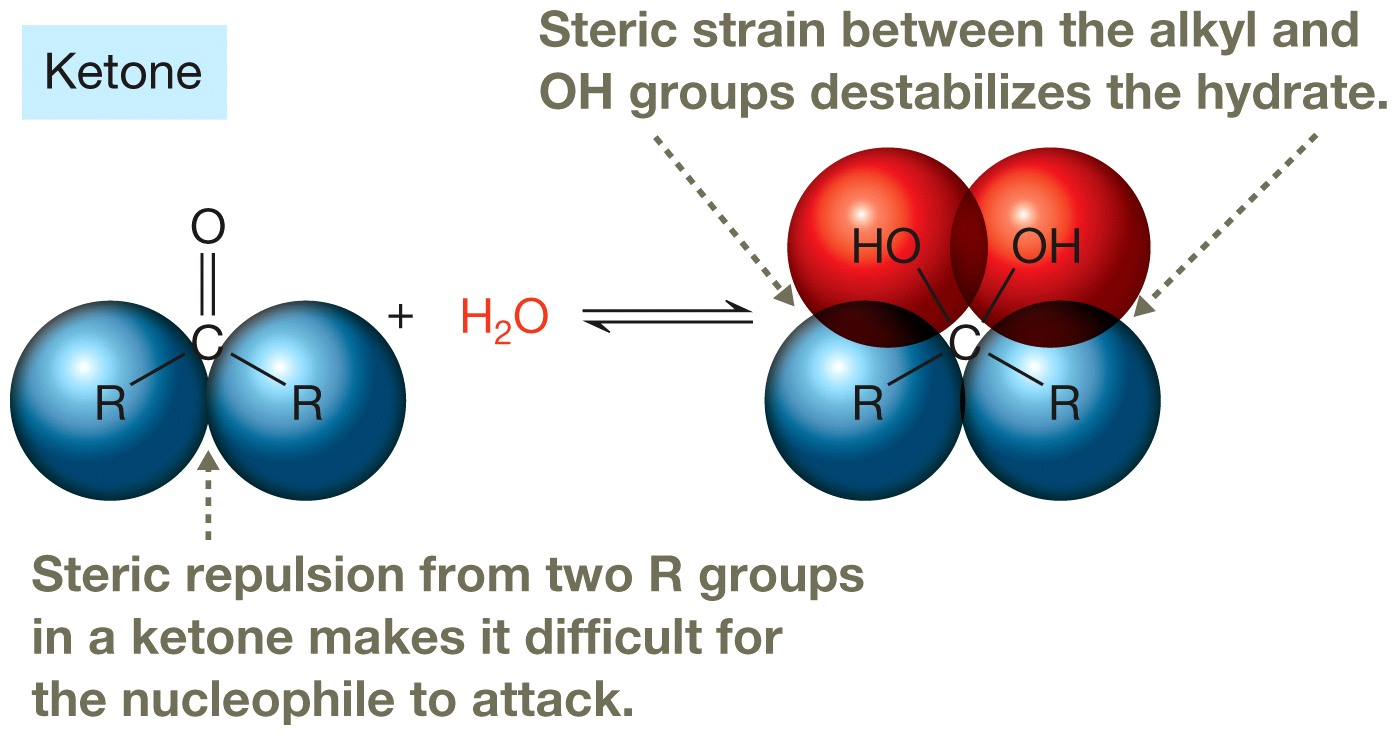 Ketone
Steric strain between the alkyl and
OH groups destabilizes the hydrate.
O
C
R R
+ H₂O
HO OH
C
R R
Steric repulsion from two R groups
in a ketone makes it difficult for
the nucleophile to attack.